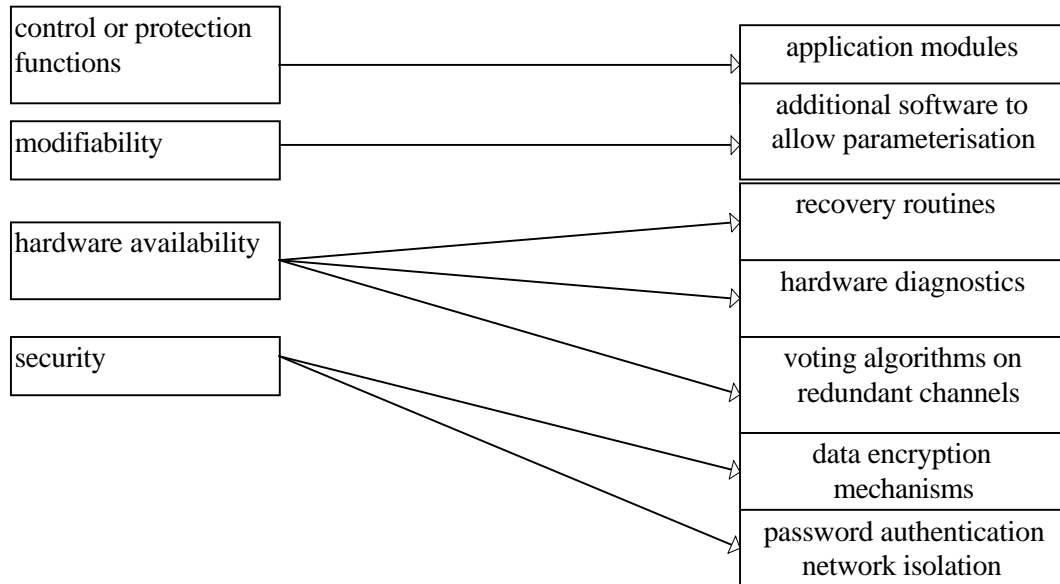 control or protection
functions
modifiability
hardware availability
security
application modules
additional software to
allow parameterisation
recovery routines
hardware diagnostics
voting algorithms on
redundant channels
data encryption
mechanisms
password authentication
network isolation